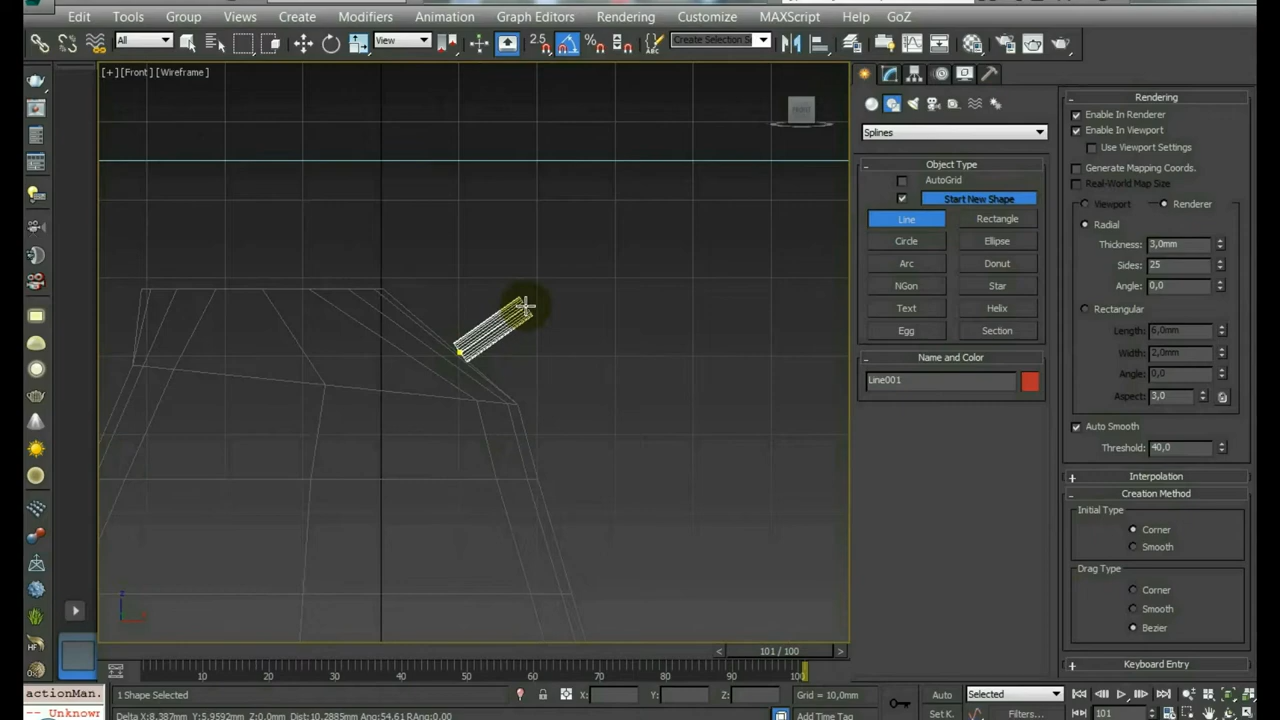 Edit Tools Group Views Create Modifiers Animation Graph Editors Rendering Customize MAXScript Help GoZ
All View 2.5 Create Selection S
[+] [Front] [Wireframe]
FRONT
Splines
Object Type
AutoGrid
Start New Shape
Line Rectangle
Circle Ellipse
Arc Donut
NGon Star
Text Helix
Egg Section
Name and Color
Line001
Rendering
Enable In Renderer
Enable In Viewport
Use Viewport Settings
Generate Mapping Coords.
Real-World Map Size
Viewport Renderer
Radial
Thickness: 3,0mm
Sides: 25
Angle: 0,0
Rectangular
Length: 6,0mm
Width: 2,0mm
Angle: 0,0
Aspect: 3,0
Auto Smooth
Threshold: 40,0
Interpolation
Creation Method
Initial Type
Corner
Smooth
Drag Type
Corner
Smooth
Bezier
Keyboard Entry
HF
< 101 / 100 >
10 20 30 40 50 60 70 80 90 100
actionMan. 1 Shape Selected X: Y: Z: Grid = 10,0mm Auto Selected
-- Unknown Delta X:8,387mm Y:5,9592mm Z:0,0mm Dist:10,2885mm Ang:54,61 RAng:0,0 Add Time Tag Set K. Filters... 101